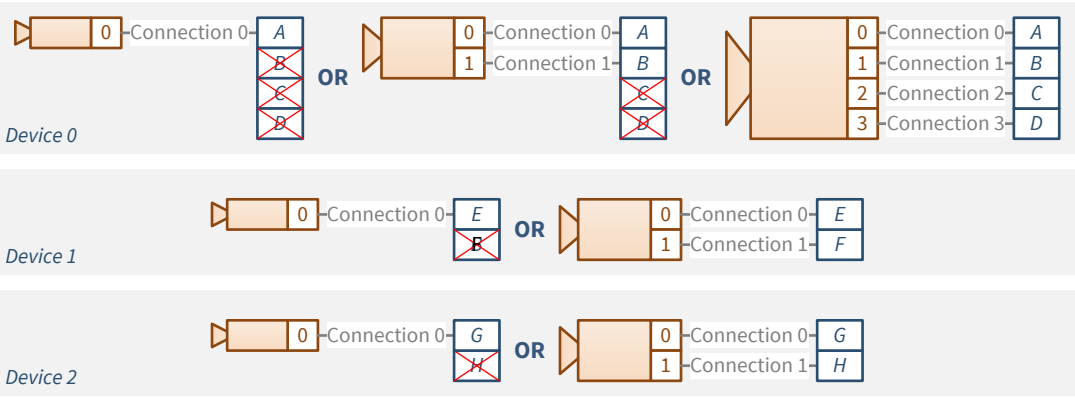 0 Connection 0 A
B
C
D
OR
0 Connection 0 A
1 Connection 1 B
C
D
OR
0 Connection 0 A
1 Connection 1 B
2 Connection 2 C
3 Connection 3 D
Device 0
0 Connection 0 E
OR
0 Connection 0 E
1 Connection 1 F
Device 1
0 Connection 0 G
H
OR
0 Connection 0 G
1 Connection 1 H
Device 2